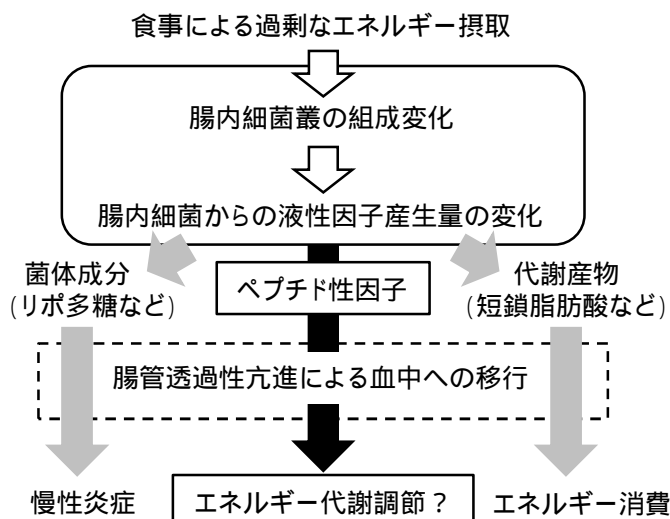 食事による過剰なエネルギー摂取
腸内細菌叢の組成変化
腸内細菌からの液性因子産生量の変化
菌体成分
(リポ多糖など)
ペプチド性因子
代謝産物
(短鎖脂肪酸など)
腸管透過性亢進による血中への移行
慢性炎症
エネルギー代謝調節？
エネルギー消費